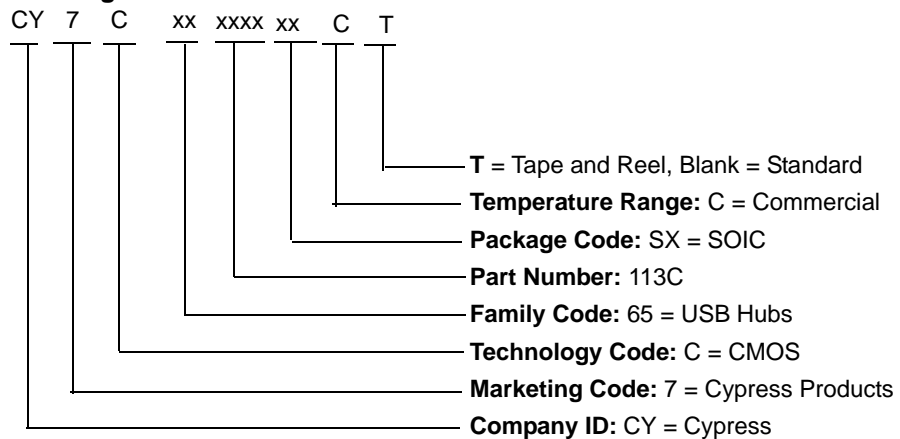 CY 7 C xx xxxx xx C T
T = Tape and Reel, Blank = Standard
Temperature Range: C = Commercial
Package Code: SX = SOIC
Part Number: 113C
Family Code: 65 = USB Hubs
Technology Code: C = CMOS
Marketing Code: 7 = Cypress Products
Company ID: CY = Cypress